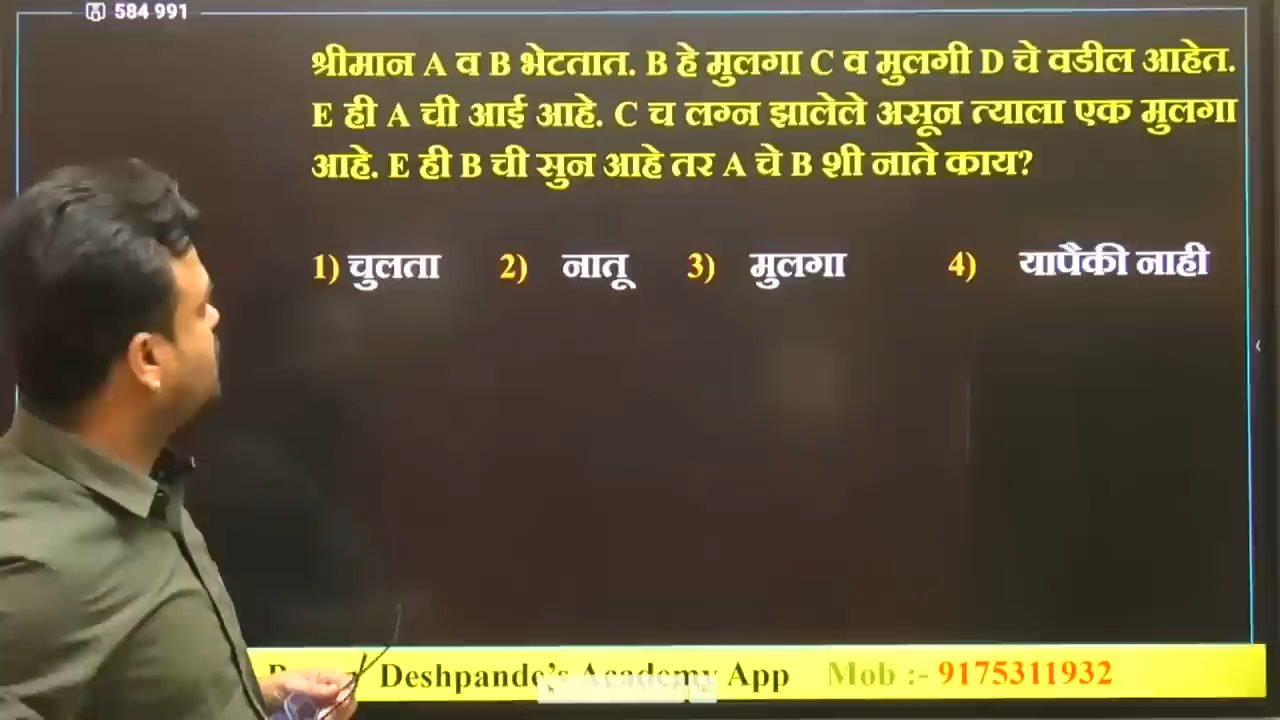 584 991
श्रीमान A व B भेटतात. B हे मुलगा C व मुलगी D चे वडील आहेत.
E ही A ची आई आहे. C च लग्न झालेले असून त्याला एक मुलगा
आहे. E ही B ची सुन आहे तर A चे B शी नाते काय?
1) चुलता 2) नातू 3) मुलगा 4) यापैकी नाही
Deshpande's Academy App Mob :- 9175311932